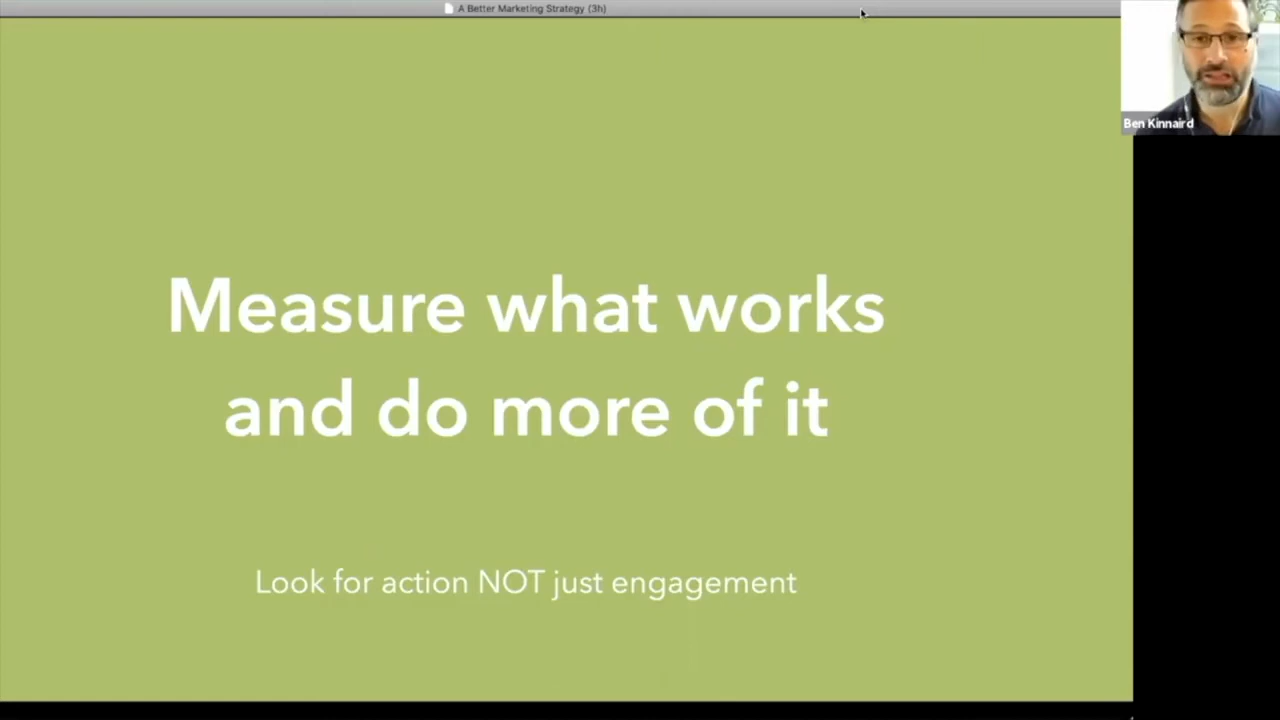 A Better Marketing Strategy (3h)
Ben Kinnaird
Measure what works
and do more of it
Look for action NOT just engagement